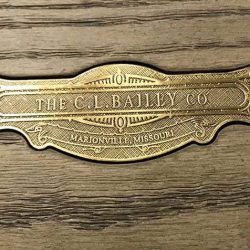 THE C.L. BAILEY CO.
MARIONVILLE, MISSOURI